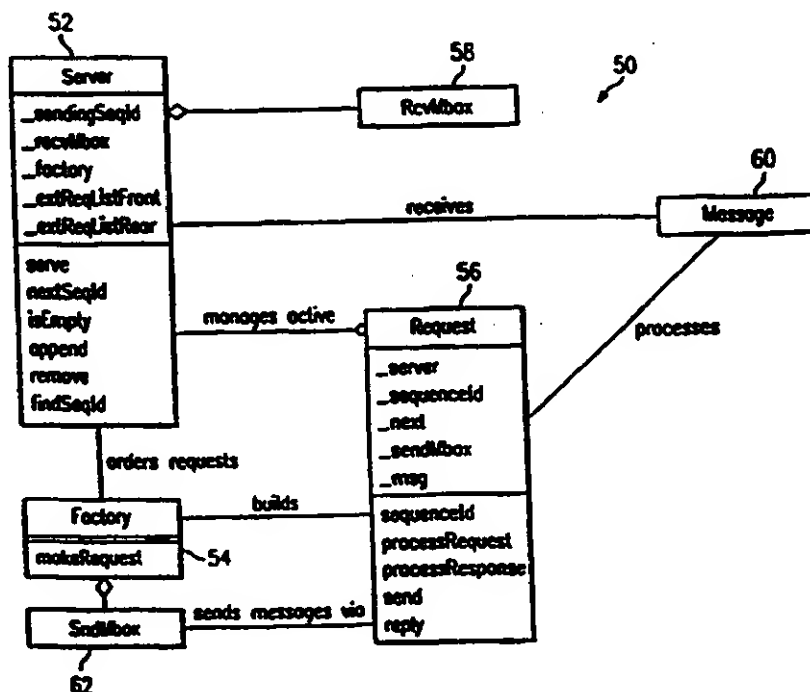 52
Server
_sendingSeqId
_recvMbox
_factory
_extReqListFront
_extReqListRear
serve
nextSeqId
isEmpty
append
remove
findSeqId
58
RcvMbox
50
receives
60
Message
manages active
56
Request
_server
_sequenceId
_next
_sendMbox
_msg
sequenceId
processRequest
processResponse
send
reply
processes
orders requests
Factory
makeRequest
54
builds
SndMbox
62
sends messages via